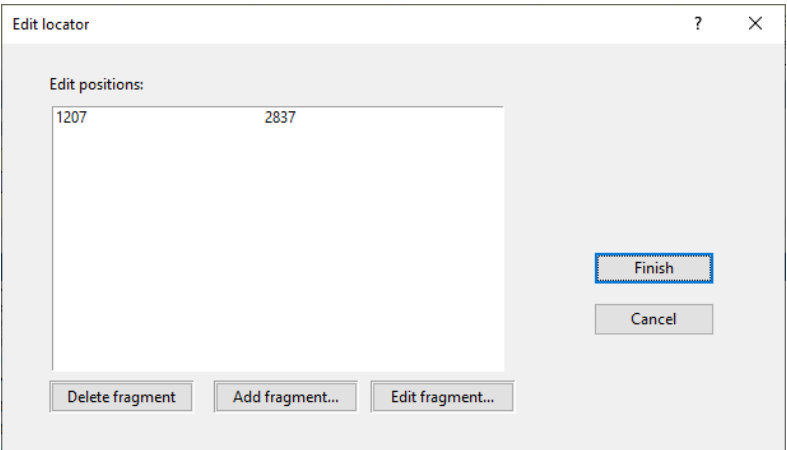 Edit locator ?
Edit positions:
1207 2837
Finish
Cancel
Delete fragment Add fragment... Edit fragment...